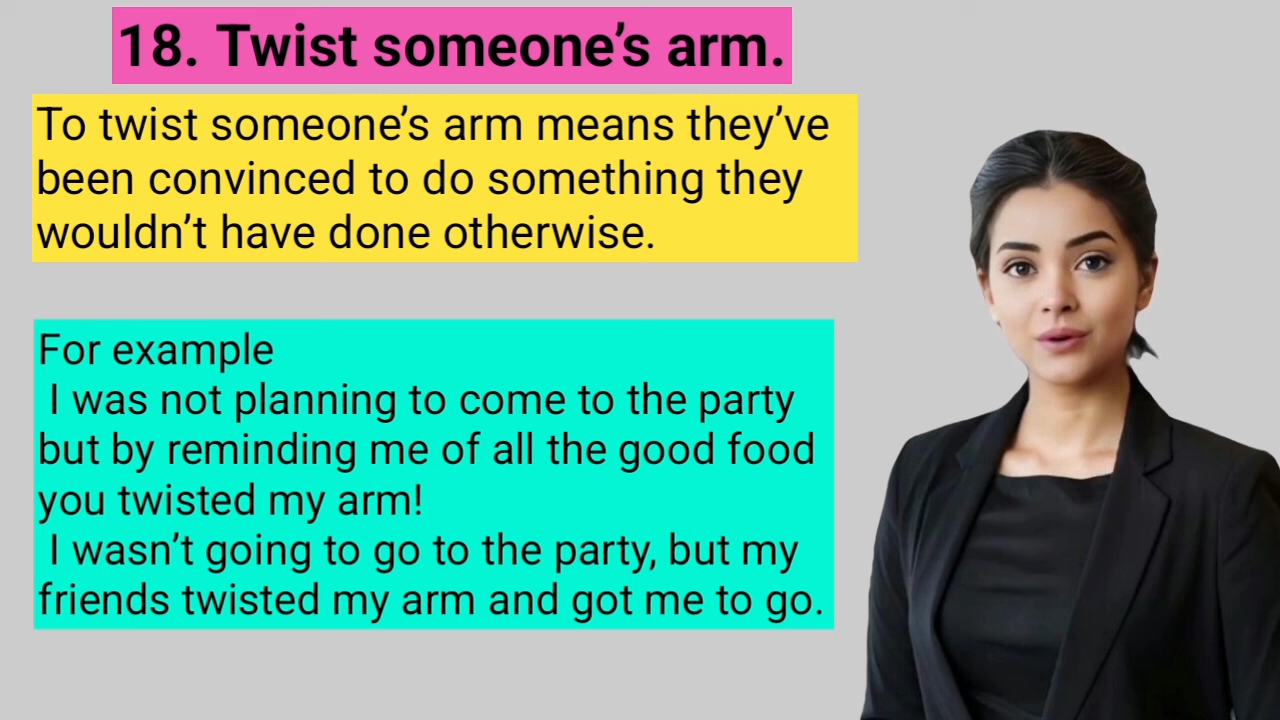 18. Twist someone’s arm.
To twist someone’s arm means they’ve
been convinced to do something they
wouldn’t have done otherwise.
For example
I was not planning to come to the party
but by reminding me of all the good food
you twisted my arm!
I wasn’t going to go to the party, but my
friends twisted my arm and got me to go.